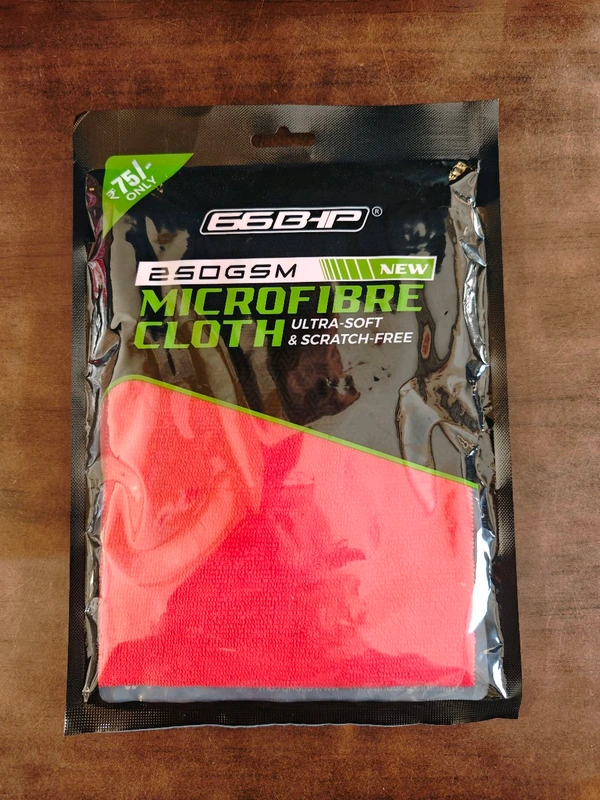 ₹75/-
ONLY
66BHP®
250GSM NEW
MICROFIBRE
CLOTH ULTRA-SOFT
& SCRATCH-FREE